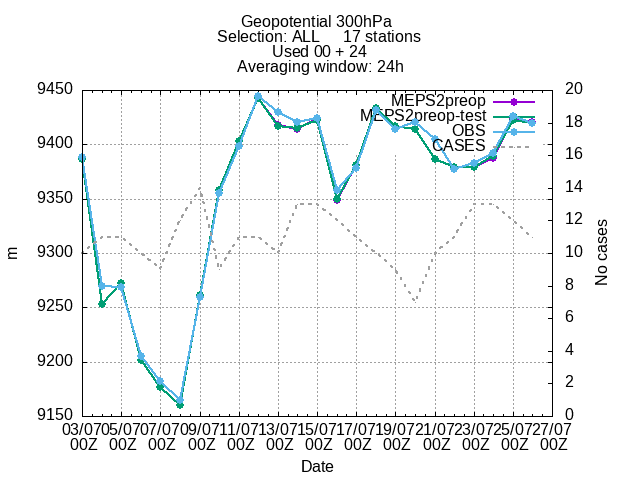 Geopotential 300hPa
Selection: ALL 17 stations
Used 00 + 24
Averaging window: 24h
9450
9400
9350
9300
9250
9200
9150
m
20
18
16
14
12
10
8
6
4
2
0
No cases
MEPS2preop
MEPS2preop-test
OBS
CASES
03/07 05/07 07/07 09/07 11/07 13/07 15/07 17/07 19/07 21/07 23/07 25/07 27/07
00Z 00Z 00Z 00Z 00Z 00Z 00Z 00Z 00Z 00Z 00Z 00Z 00Z
Date